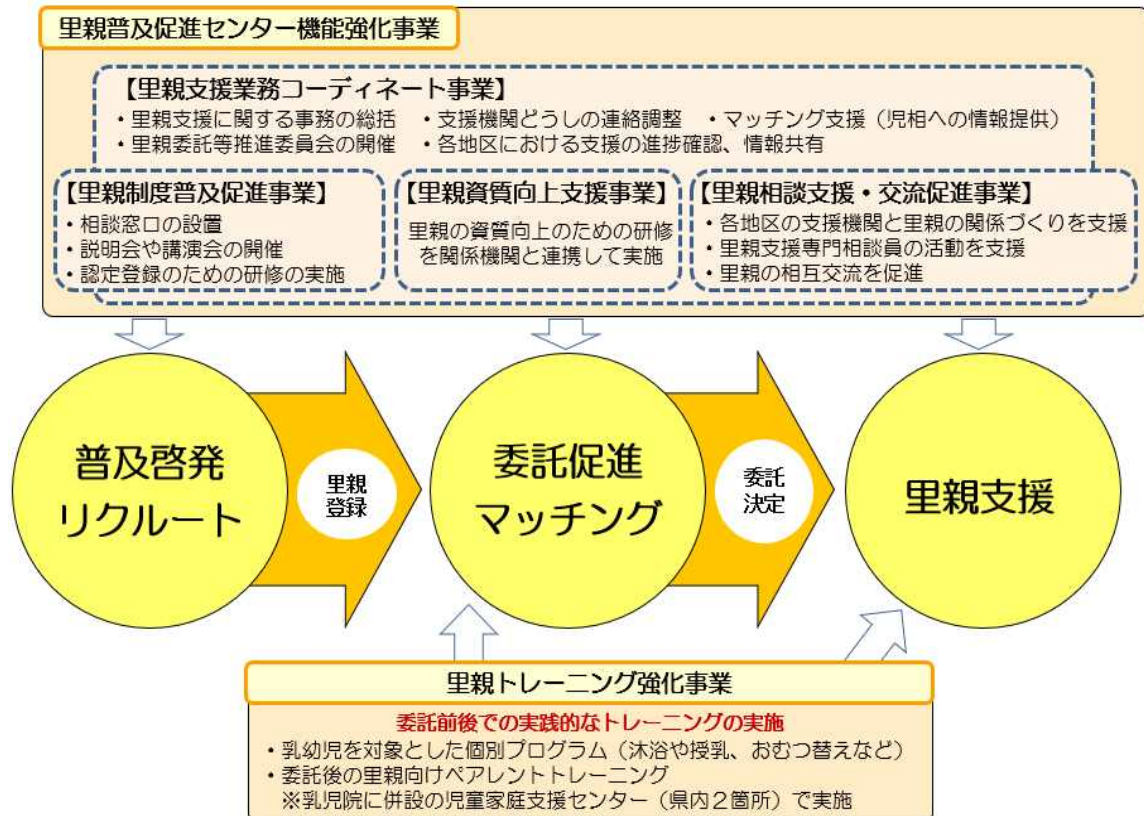 里親普及促進センター機能強化事業
【里親支援業務コーディネート事業】
・里親支援に関する事務の総括　・支援機関どうしの連絡調整　・マッチング支援（児相への情報提供）
・里親委託等推進委員会の開催　・各地区における支援の進捗確認、情報共有
【里親制度普及促進事業】
・相談窓口の設置
・説明会や講演会の開催
・認定登録のための研修の実施
【里親資質向上支援事業】
里親の資質向上のための研修
を関係機関と連携して実施
【里親相談支援・交流促進事業】
・各地区の支援機関と里親の関係づくりを支援
・里親支援専門相談員の活動を支援
・里親の相互交流を促進
普及啓発
リクルート
里親
登録
委託促進
マッチング
委託
決定
里親支援
里親トレーニング強化事業
委託前後での実践的なトレーニングの実施
・乳幼児を対象とした個別プログラム（沐浴や授乳、おむつ替えなど）
・委託後の里親向けペアレントトレーニング
※乳児院に併設の児童家庭支援センター（県内２箇所）で実施